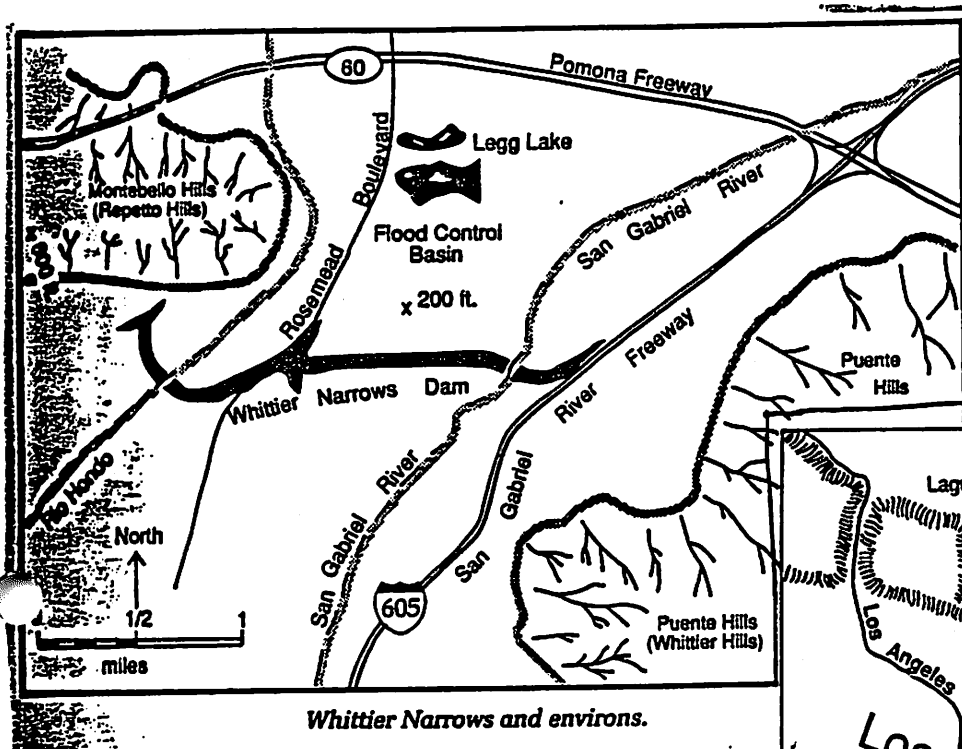 60
Pomona Freeway
Legg Lake
Boulevard
Rosemead
Montebello Hills
(Repetto Hills)
San Gabriel River
Flood Control
Basin
x 200 ft.
600
Freeway
River
Gabriel
San
Puente
Hills
Whittier Narrows Dam
Rio Hondo
North
San Gabriel River
605
1/2
1
miles
Puente Hills
(Whittier Hills)
Los Angeles
Whittier Narrows and environs.